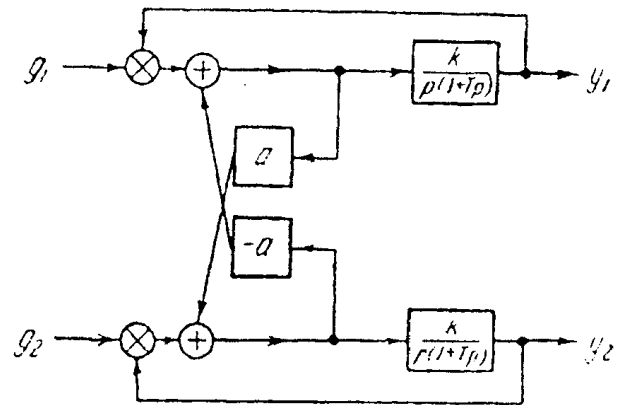 g₁
+
k
p(1+Tp)
y₁
a
-a
g₂
+
k
p(1+Tp)
y₂